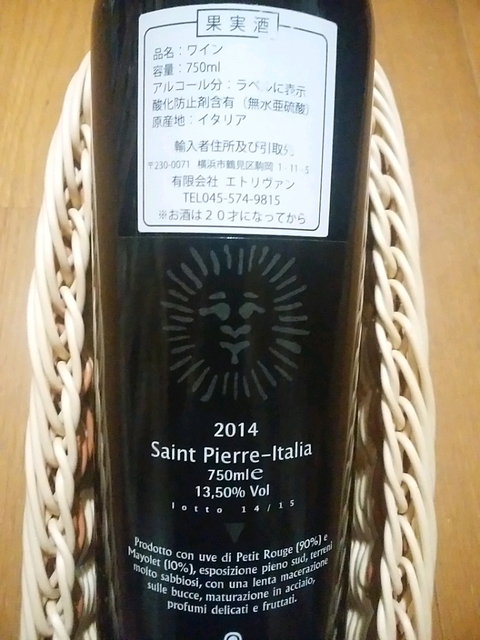 果実酒
品名：ワイン
容量：750ml
アルコール分：ラベルに表示
酸化防止剤含有（無水亜硫酸）
原産地：イタリア
輸入者住所及び引取先
〒230-0071 横浜市鶴見区駒岡 1-11-5
有限会社 エトリヴァン
TEL045-574-9815
※お酒は２０才になってから
2014
Saint Pierre-Italia
750ml e
13,50% Vol
lotto 14/15
Prodotto con uve di Petit Rouge (90%) e
Mayolet (10%), esposizione pieno sud, terreni
molto sabbiosi, con una lenta macerazione
sulle bucce, maturazione in acciaio,
profumi delicati e fruttati.